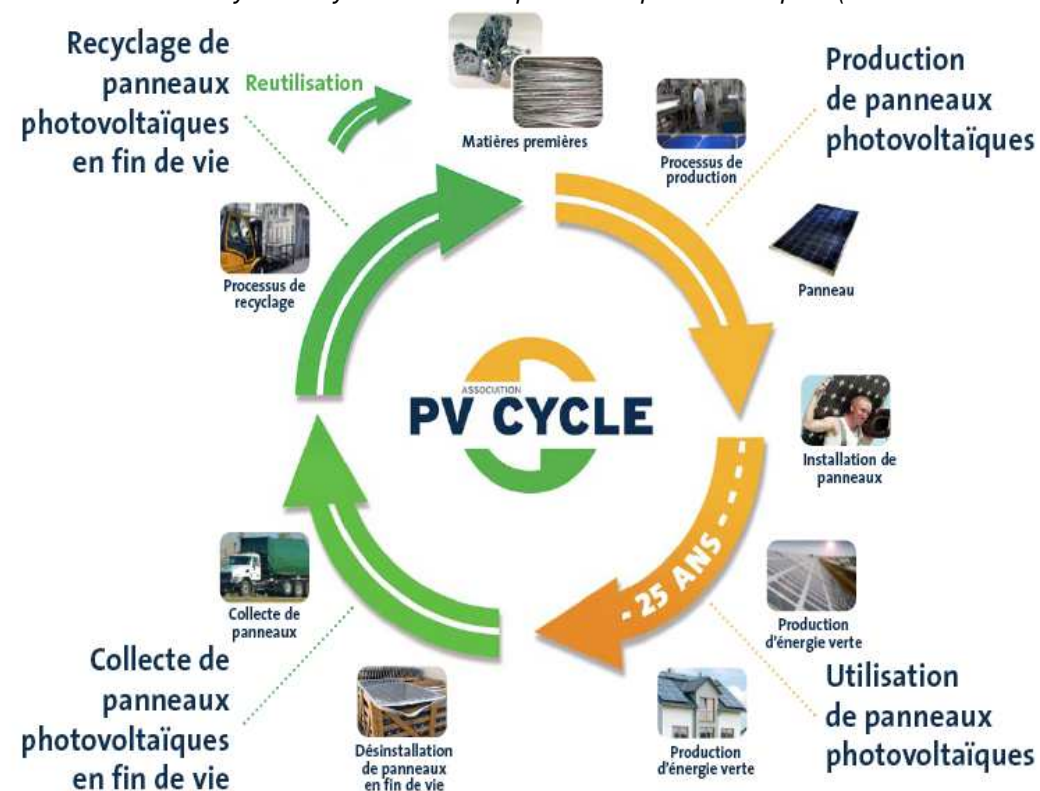 Recyclage de
panneaux
photovoltaïques
en fin de vie
Reutilisation
Matières premières
Processus de
production
Production
de panneaux
photovoltaïques
Panneau
Installation de
panneaux
- 25 ANS - - - -
Production
d'énergie verte
Utilisation
de panneaux
photovoltaïques
Production
d'énergie verte
Désinstallation
de panneaux
en fin de vie
Collecte de
panneaux
Collecte de
panneaux
photovoltaïques
en fin de vie
Processus de
recyclage
ASSOCIATION
PV CYCLE